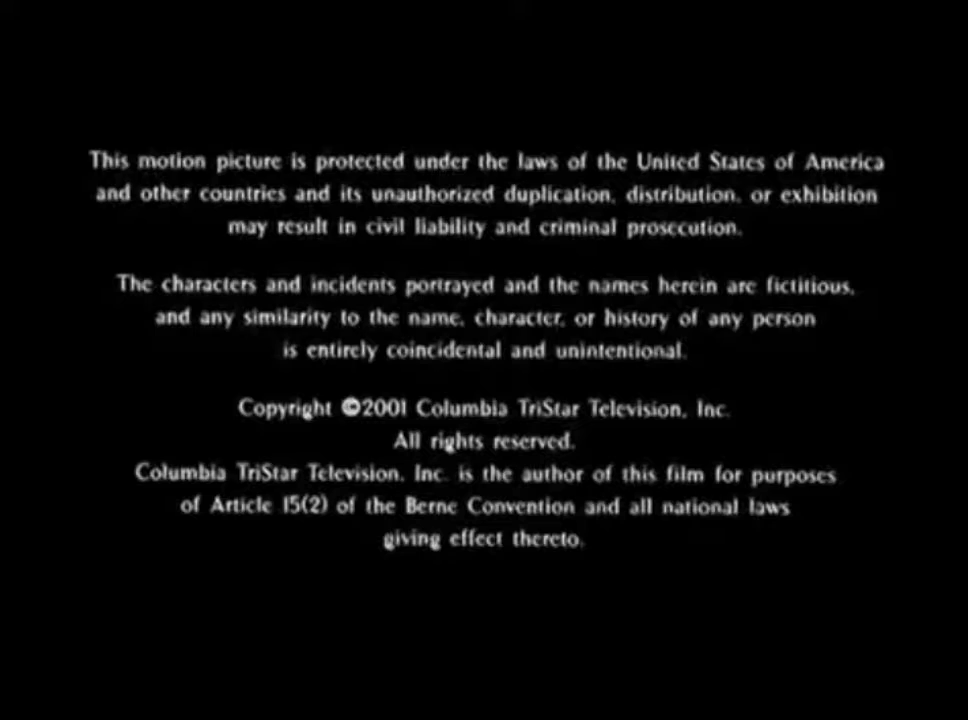 This motion picture is protected under the laws of the United States of America
and other countries and its unauthorized duplication, distribution, or exhibition
may result in civil liability and criminal prosecution.
The characters and incidents portrayed and the names herein are fictitious,
and any similarity to the name, character, or history of any person
is entirely coincidental and unintentional.
Copyright ©2001 Columbia TriStar Television, Inc.
All rights reserved.
Columbia TriStar Television, Inc. is the author of this film for purposes
of Article 15(2) of the Berne Convention and all national laws
giving effect thereto.